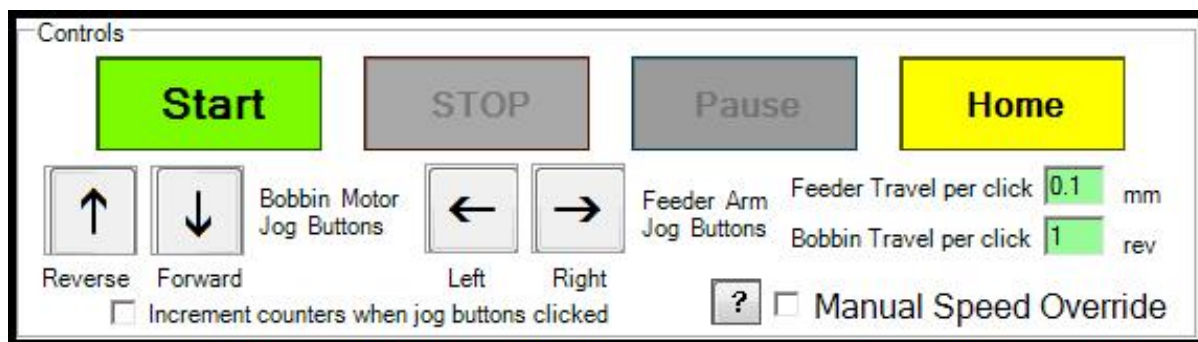 Controls
Start STOP Pause Home
↑ ↓ Bobbin Motor Jog Buttons ← → Feeder Arm Jog Buttons
Feeder Travel per click 0.1 mm
Bobbin Travel per click 1 rev
Reverse Forward Left Right
Increment counters when jog buttons clicked
? Manual Speed Override